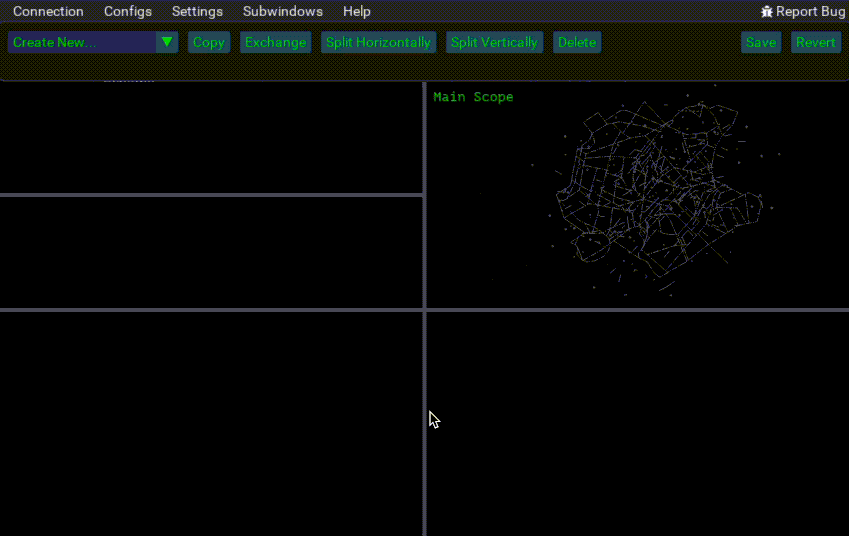 Connection Configs Settings Subwindows Help Report Bug
Create New... Copy Exchange Split Horizontally Split Vertically Delete Save Revert
Main Scope